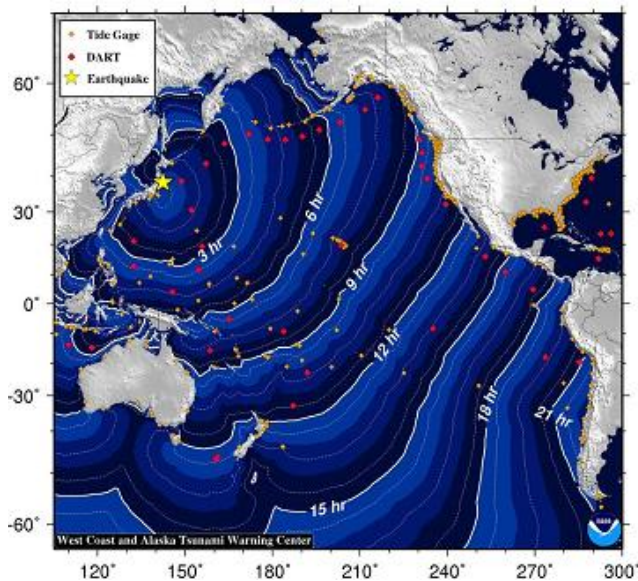 Tide Gage
DART
Earthquake
60°
30°
0°
-30°
-60°
3 hr
6 hr
9 hr
12 hr
15 hr
18 hr
21 hr
West Coast and Alaska Tsunami Warning Center
120°
150°
180°
210°
240°
270°
300°